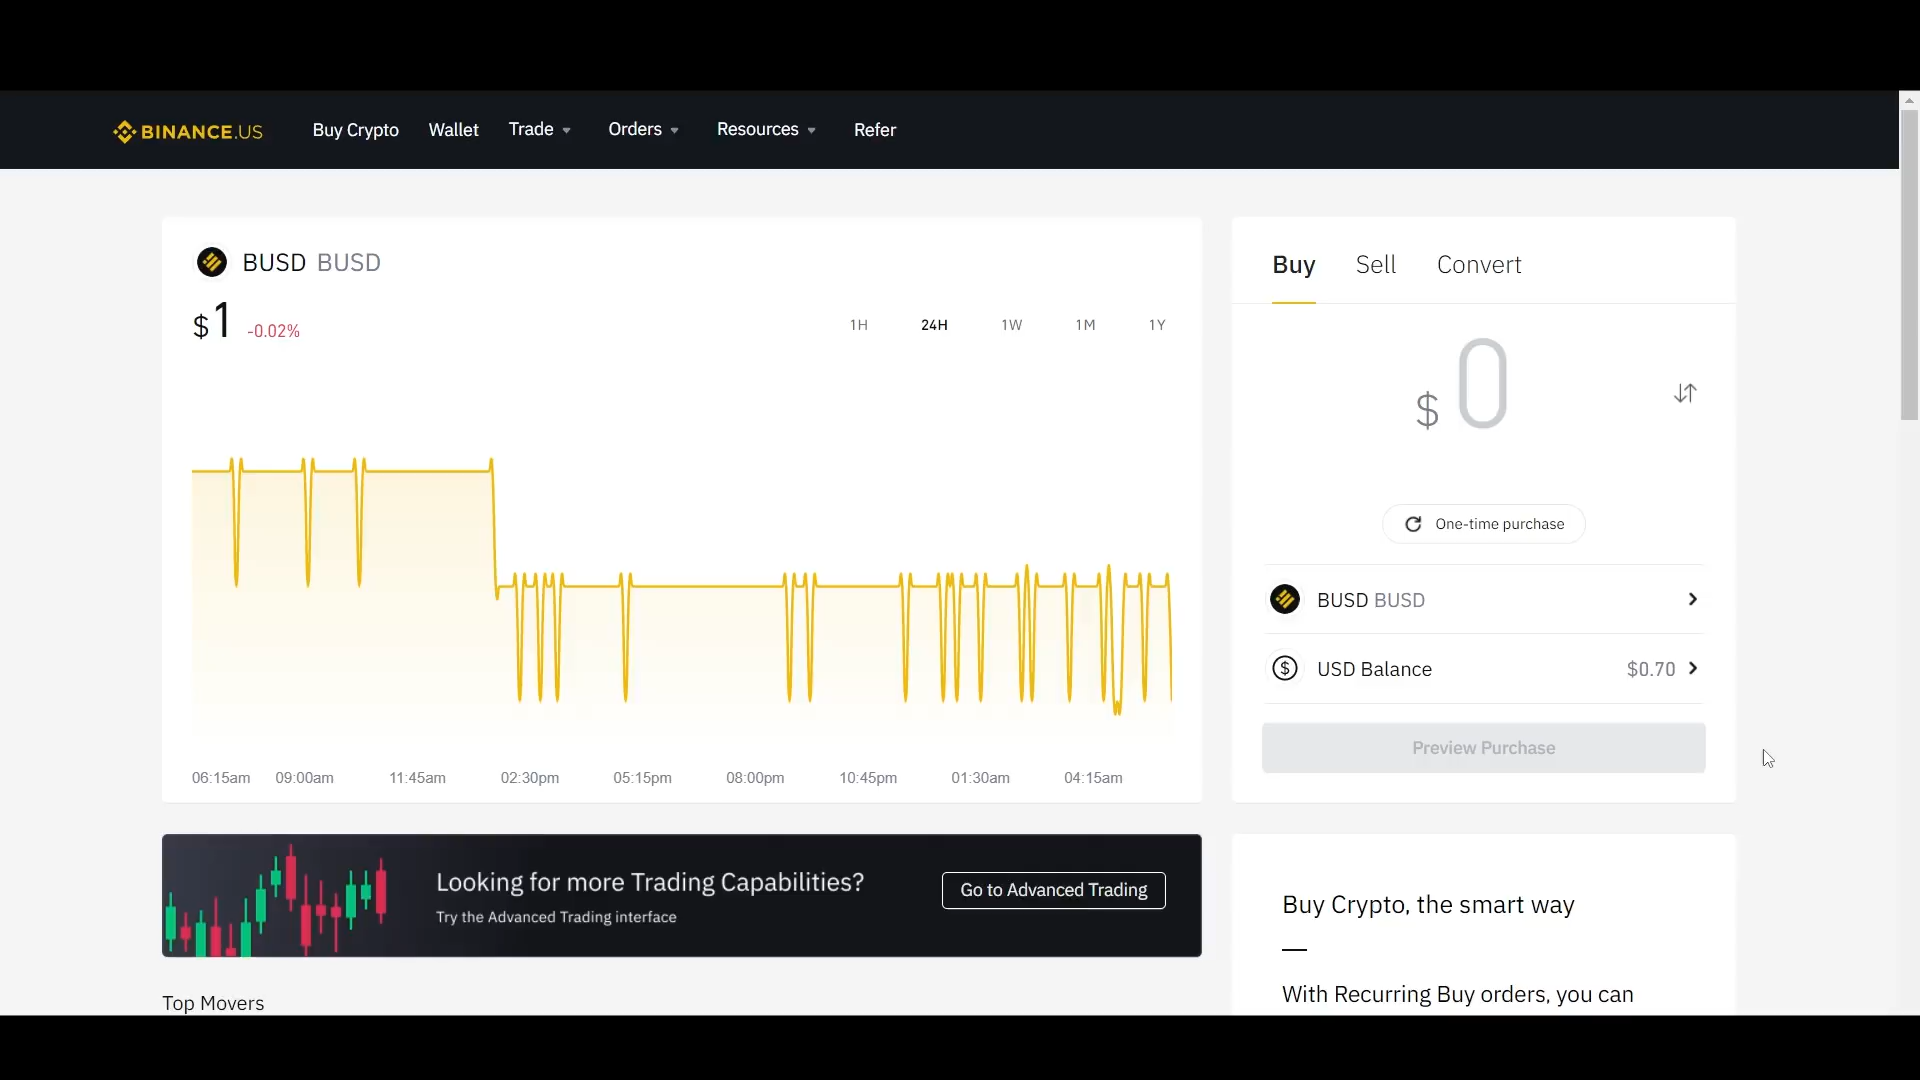 BINANCE.US Buy Crypto Wallet Trade Orders Resources Refer
BUSD BUSD
$1 -0.02%
1H 24H 1W 1M 1Y
06:15am 09:00am 11:45am 02:30pm 05:15pm 08:00pm 10:45pm 01:30am 04:15am
Buy Sell Convert
$ 0
One-time purchase
BUSD BUSD
USD Balance $0.70
Preview Purchase
Looking for more Trading Capabilities?
Try the Advanced Trading interface
Go to Advanced Trading
Buy Crypto, the smart way
With Recurring Buy orders, you can
Top Movers